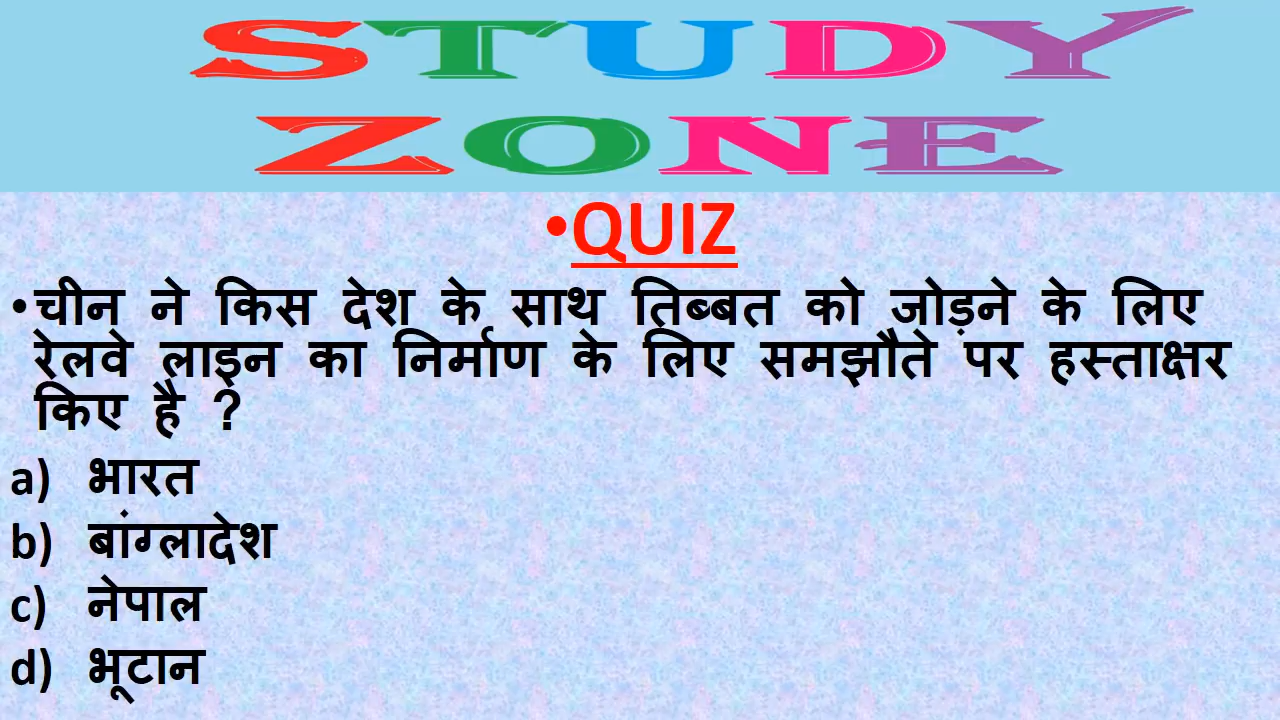 STUDY
ZONE
•QUIZ
•चीन ने किस देश के साथ तिब्बत को जोड़ने के लिए
रेलवे लाइन का निर्माण के लिए समझौते पर हस्ताक्षर
किए है ?
a) भारत
b) बांग्लादेश
c) नेपाल
d) भूटान